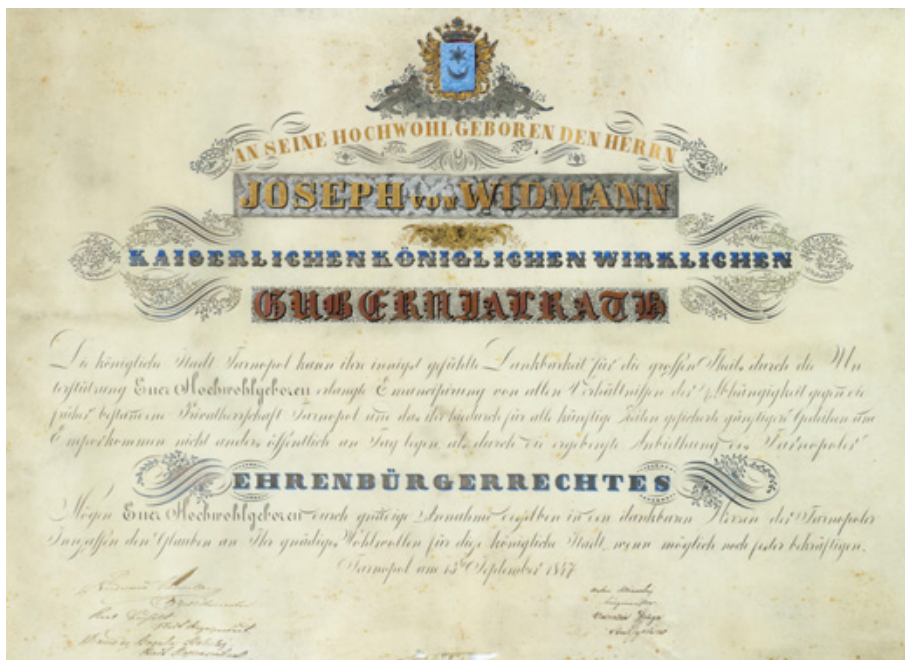 AN SEINE HOCHWOHLGEBOREN DEN HERRN
JOSEPH VON WIDMANN
KAISERLICHEN KÖNIGLICHEN WIRKLICHEN
GUBERNIALRATH
Die königliche Stadt Tarnopol kann ihre innigst gefühlte Dankbarkeit für die großen Theils durch die Un
terstützung Euer Hochwohlgeboren erlangte Emancipirung von allen Verhältnissen der Abhängigkeit gegen die
früher bestandene Privatherrschaft Tarnopol und das ihr hiedurch für alle künftige Zeiten gesicherte günstigere Gedeihen und
Emporkommen nicht anders öffentlich an Tag legen, als durch die ergebenste Anbiethung des Tarnopoler
EHRENBÜRGERRECHTES
Mögen Euer Hochwohlgeboren durch gnädige Annahme desselben in den dankbaren Herzen der Tarnopoler
Innsassen den Glauben an Ihr gnädiges Wohlwollen für diese königliche Stadt, wenn möglich noch fester bekräftigen.
Tarnopol am 15 September 1847